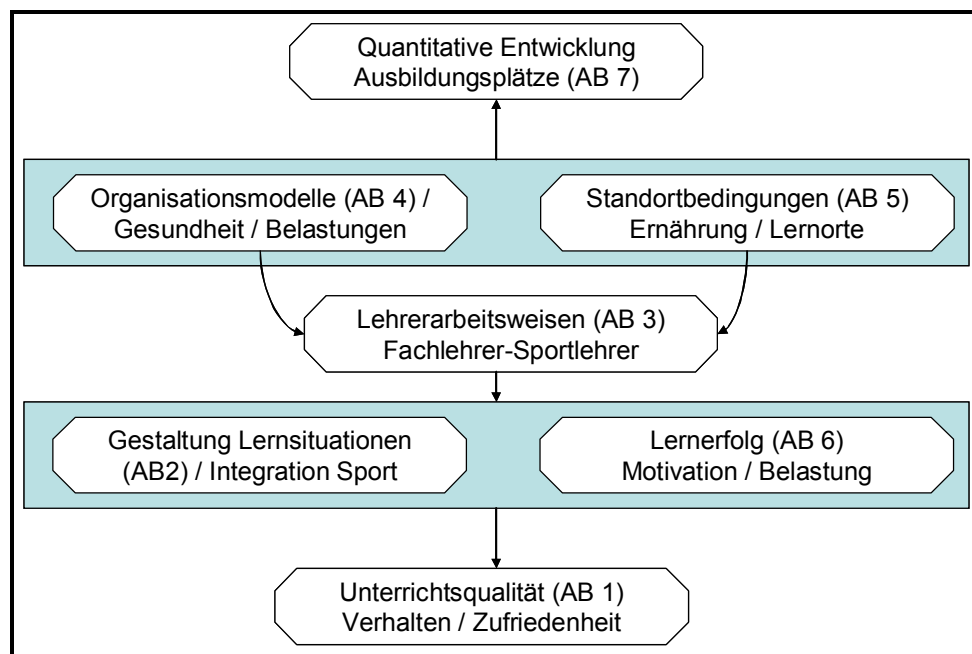 Quantitative Entwicklung
Ausbildungsplätze (AB 7)
Organisationsmodelle (AB 4) /
Gesundheit / Belastungen
Standortbedingungen (AB 5)
Ernährung / Lernorte
Lehrerarbeitsweisen (AB 3)
Fachlehrer-Sportlehrer
Gestaltung Lernsituationen
(AB2) / Integration Sport
Lernerfolg (AB 6)
Motivation / Belastung
Unterrichtsqualität (AB 1)
Verhalten / Zufriedenheit